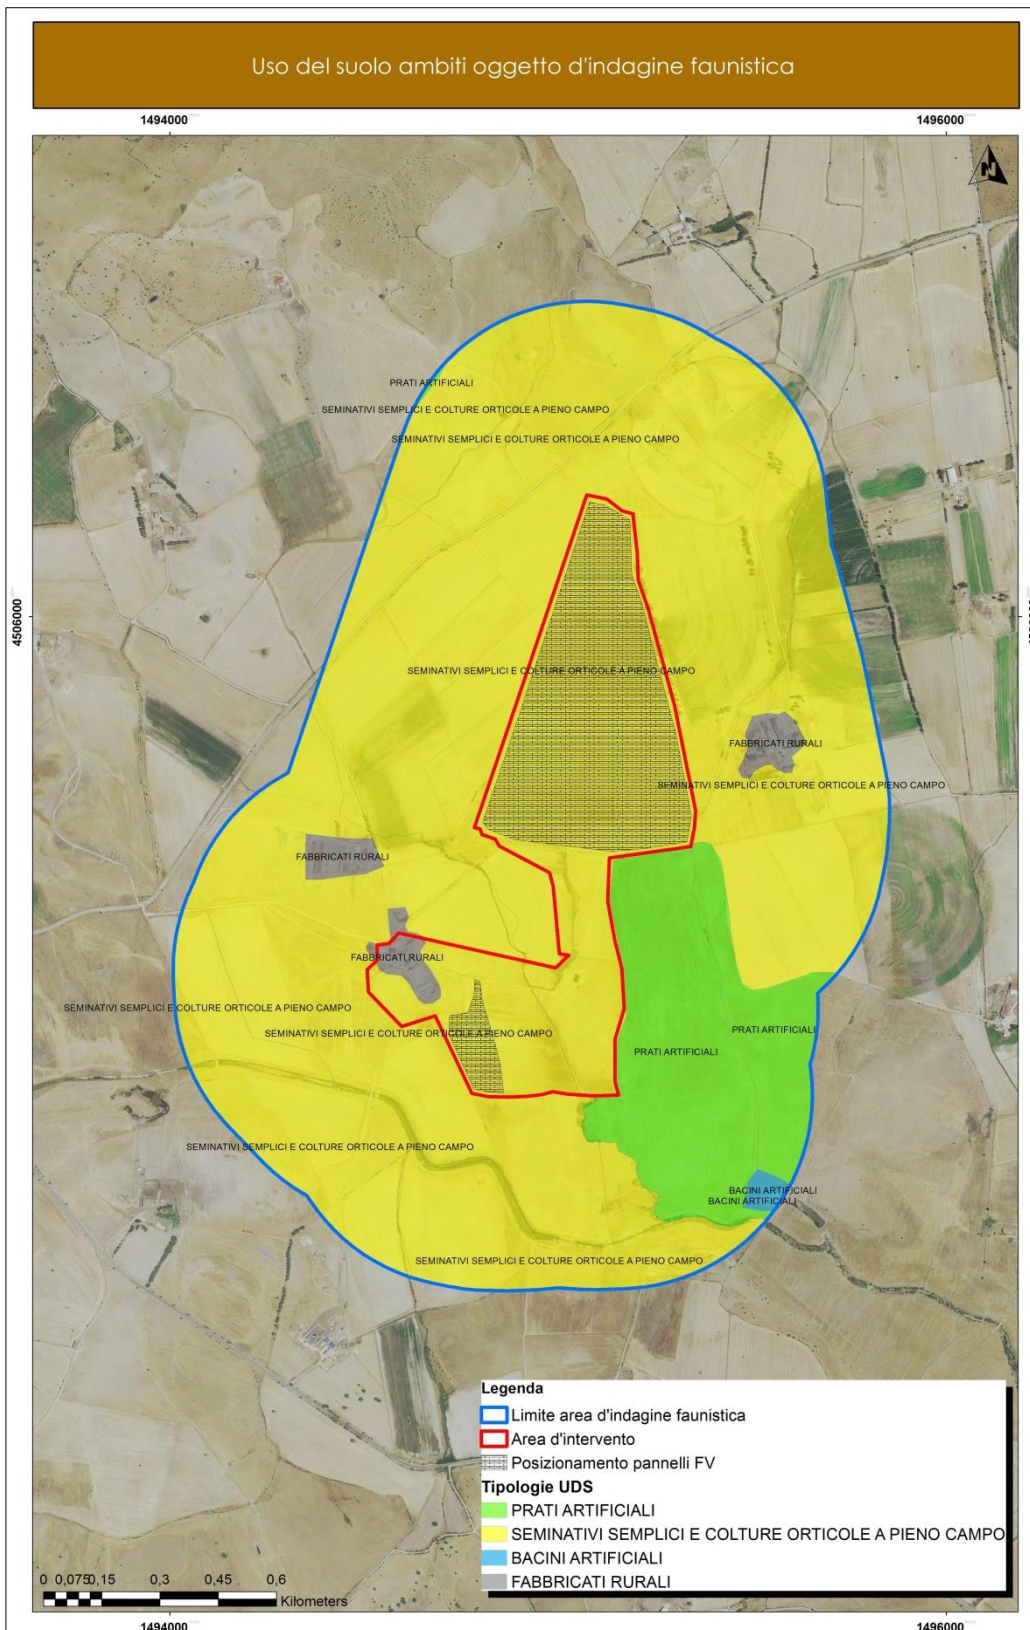 Uso del suolo ambiti oggetto d'indagine faunistica
1494000
1496000
N
PRATI ARTIFICIALI
SEMINATIVI SEMPLICI E COLTURE ORTICOLE A PIENO CAMPO
SEMINATIVI SEMPLICI E COLTURE ORTICOLE A PIENO CAMPO
4506000
SEMINATIVI SEMPLICI E COLTURE ORTICOLE A PIENO CAMPO
FABBRICATI RURALI
SEMINATIVI SEMPLICI E COLTURE ORTICOLE A PIENO CAMPO
FABBRICATI RURALI
FABBRICATI RURALI
SEMINATIVI SEMPLICI E COLTURE ORTICOLE A PIENO CAMPO
SEMINATIVI SEMPLICI E COLTURE ORTICOLE A PIENO CAMPO
PRATI ARTIFICIALI
PRATI ARTIFICIALI
SEMINATIVI SEMPLICI E COLTURE ORTICOLE A PIENO CAMPO
BACINI ARTIFICIALI
BACINI ARTIFICIALI
SEMINATIVI SEMPLICI E COLTURE ORTICOLE A PIENO CAMPO
Legenda
Limite area d'indagine faunistica
Area d'intervento
Posizionamento pannelli FV
Tipologie UDS
PRATI ARTIFICIALI
SEMINATIVI SEMPLICI E COLTURE ORTICOLE A PIENO CAMPO
BACINI ARTIFICIALI
FABBRICATI RURALI
0 0,075 0,15 0,3 0,45 0,6
Kilometers
1494000
1496000